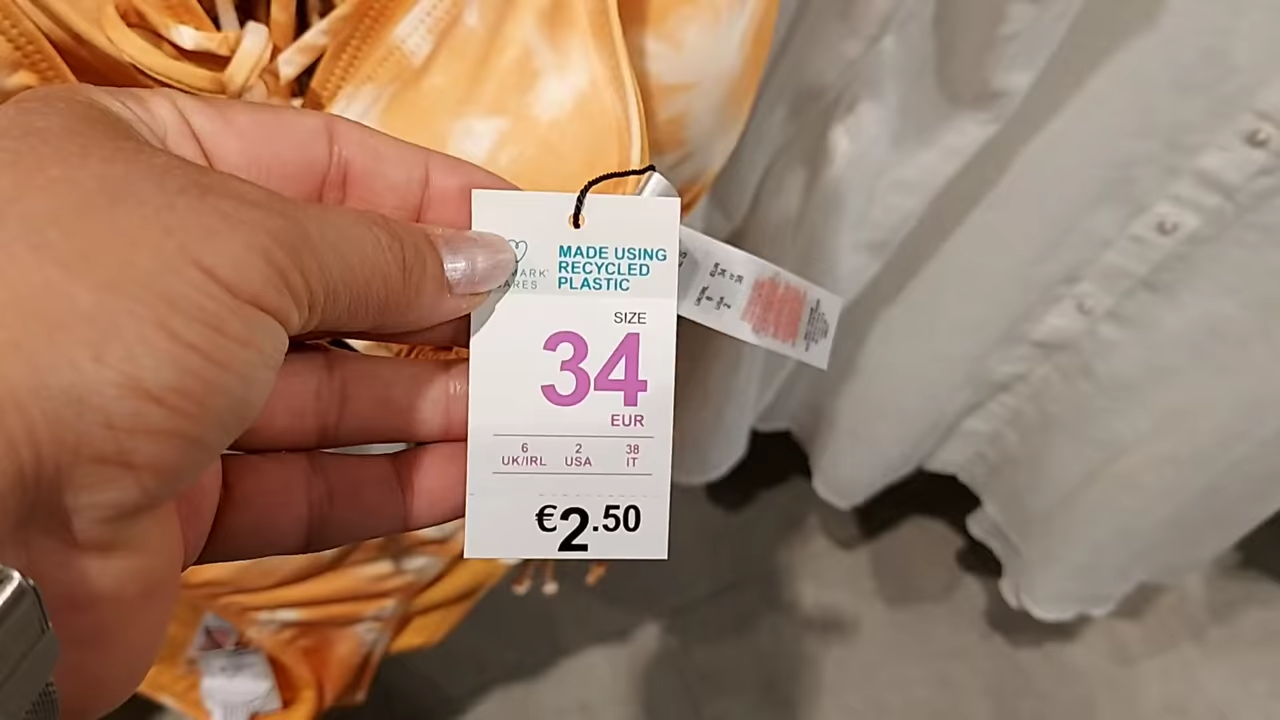 MADE USING
RECYCLED
PLASTIC
SIZE
34
EUR
6 2 38
UK/IRL USA IT
€2.50